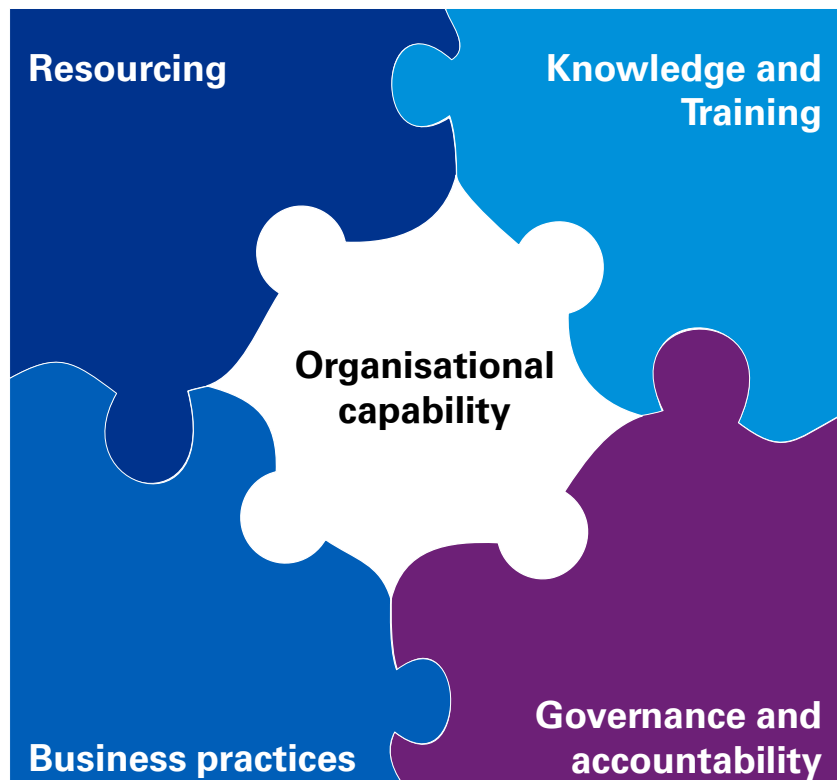 Resourcing
Knowledge and
Training
Organisational
capability
Business practices
Governance and
accountability